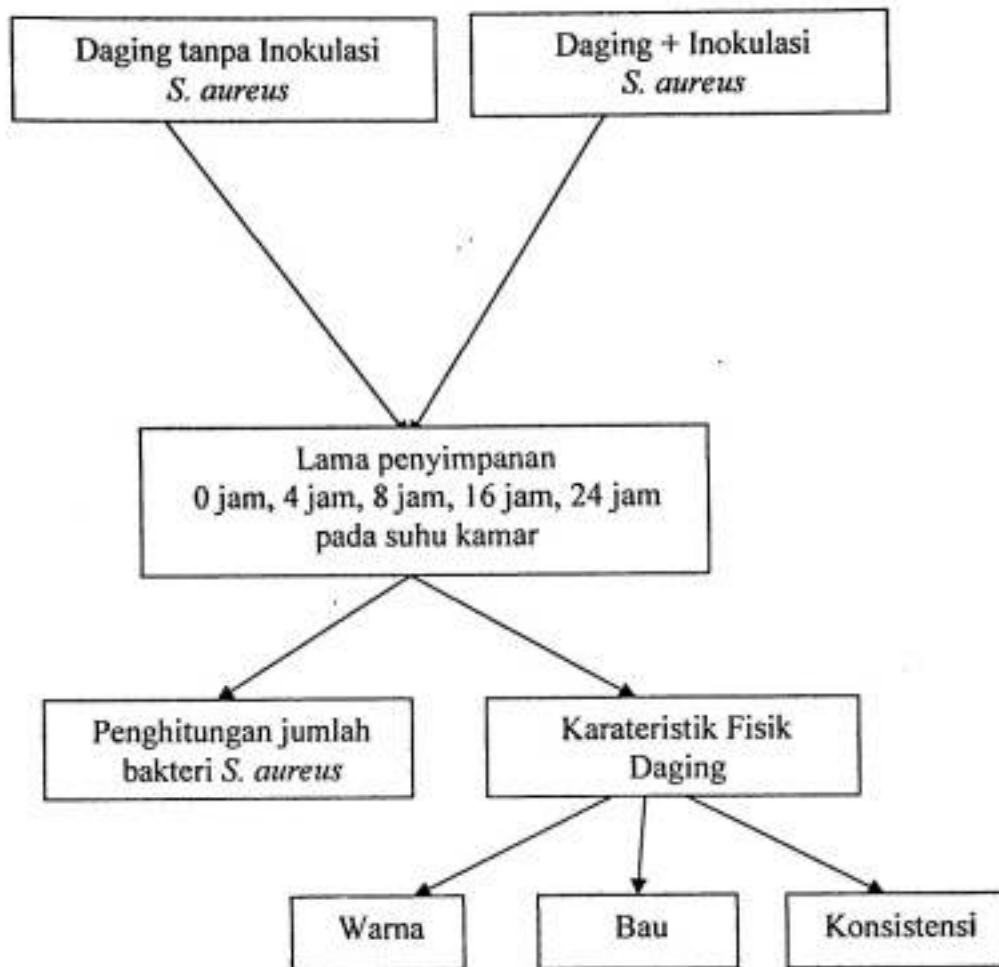 Daging tanpa Inokulasi
S. aureus
Daging + Inokulasi
S. aureus
Lama penyimpanan
0 jam, 4 jam, 8 jam, 16 jam, 24 jam
pada suhu kamar
Penghitungan jumlah
bakteri S. aureus
Karateristik Fisik
Daging
Warna
Bau
Konsistensi